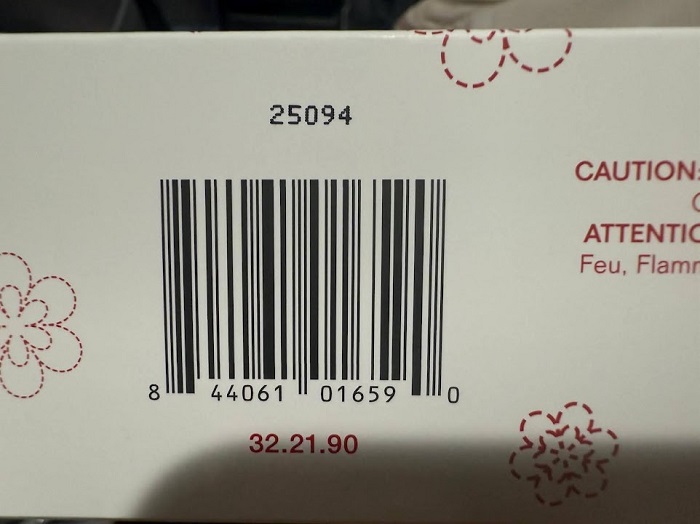 25094
CAUTION:
ATTENTIO
Feu, Flamm
8 44061 01659 0
32.21.90